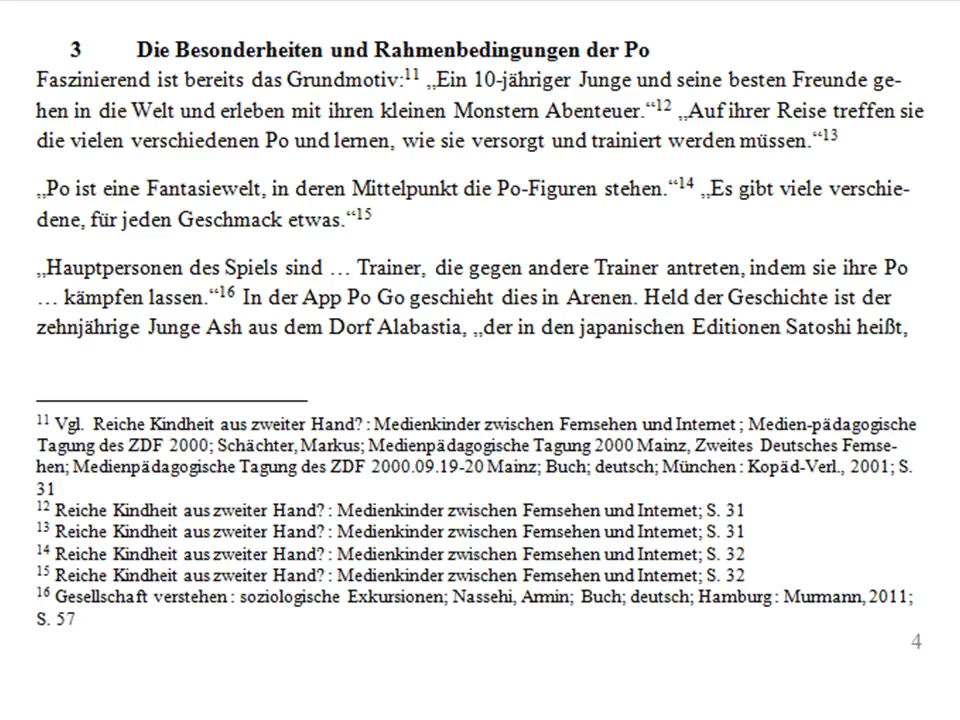 3 Die Besonderheiten und Rahmenbedingungen der Po
Faszinierend ist bereits das Grundmotiv:11 „Ein 10-jähriger Junge und seine besten Freunde ge-
hen in die Welt und erleben mit ihren kleinen Monstern Abenteuer.“12 „Auf ihrer Reise treffen sie
die vielen verschiedenen Po und lernen, wie sie versorgt und trainiert werden müssen.“13
„Po ist eine Fantasiewelt, in deren Mittelpunkt die Po-Figuren stehen.“14 „Es gibt viele verschie-
dene, für jeden Geschmack etwas.“15
„Hauptpersonen des Spiels sind … Trainer, die gegen andere Trainer antreten, indem sie ihre Po
… kämpfen lassen.“16 In der App Po Go geschieht dies in Arenen. Held der Geschichte ist der
zehnjährige Junge Ash aus dem Dorf Alabastia, „der in den japanischen Editionen Satoshi heißt,
11 Vgl. Reiche Kindheit aus zweiter Hand? : Medienkinder zwischen Fernsehen und Internet ; Medien-pädagogische
Tagung des ZDF 2000; Schächter, Markus; Medienpädagogische Tagung 2000 Mainz, Zweites Deutsches Fernse-
hen; Medienpädagogische Tagung des ZDF 2000.09.19-20 Mainz; Buch; deutsch; München : Kopäd-Verl., 2001; S.
31
12 Reiche Kindheit aus zweiter Hand? : Medienkinder zwischen Fernsehen und Internet; S. 31
13 Reiche Kindheit aus zweiter Hand? : Medienkinder zwischen Fernsehen und Internet; S. 31
14 Reiche Kindheit aus zweiter Hand? : Medienkinder zwischen Fernsehen und Internet; S. 32
15 Reiche Kindheit aus zweiter Hand? : Medienkinder zwischen Fernsehen und Internet; S. 32
16 Gesellschaft verstehen : soziologische Exkursionen; Nassehi, Armin; Buch; deutsch; Hamburg : Murmann, 2011;
S. 57
4